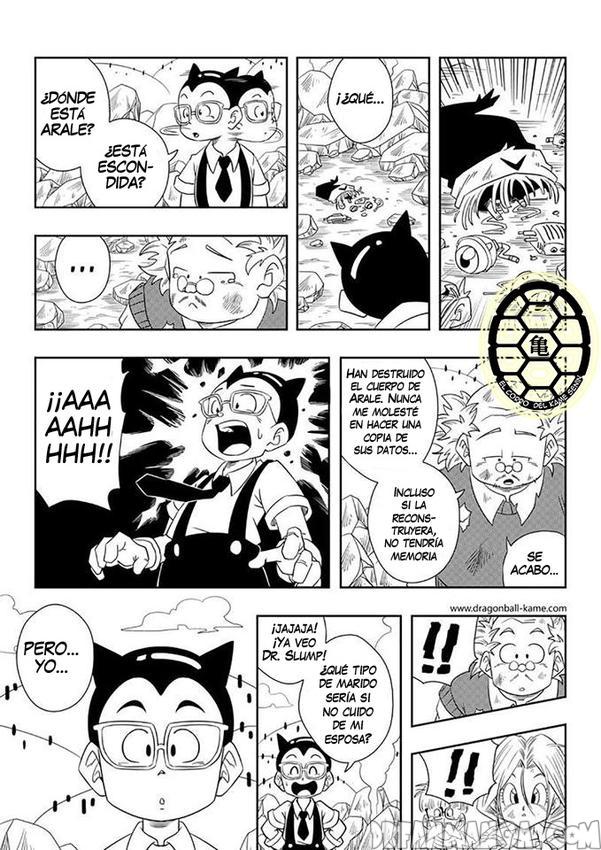 ¿DÓNDE
ESTÁ
ARALE?
¿ESTÁ
ESCON-
DIDA?
¡¿QUÉ...
...
亀
EL COFRO DEL KAME SENIN
¡¡AAA
AAHH
HHH!!
HAN DESTRUIDO
EL CUERPO DE
ARALE. NUNCA
ME MOLESTÉ
EN HACER UNA
COPIA DE
SUS DATOS...
INCLUSO
SI LA
RECONS-
TRUYERA,
NO TENDRÍA
MEMORIA
SE
ACABO...
www.dragonball-kame.com
PERO...
YO...
¡JAJAJA!
¡YA VEO
DR. SLUMP!
¿QUÉ TIPO
DE MARIDO
SERÍA SI
NO CUIDO
DE MI
ESPOSA?
!!
!!